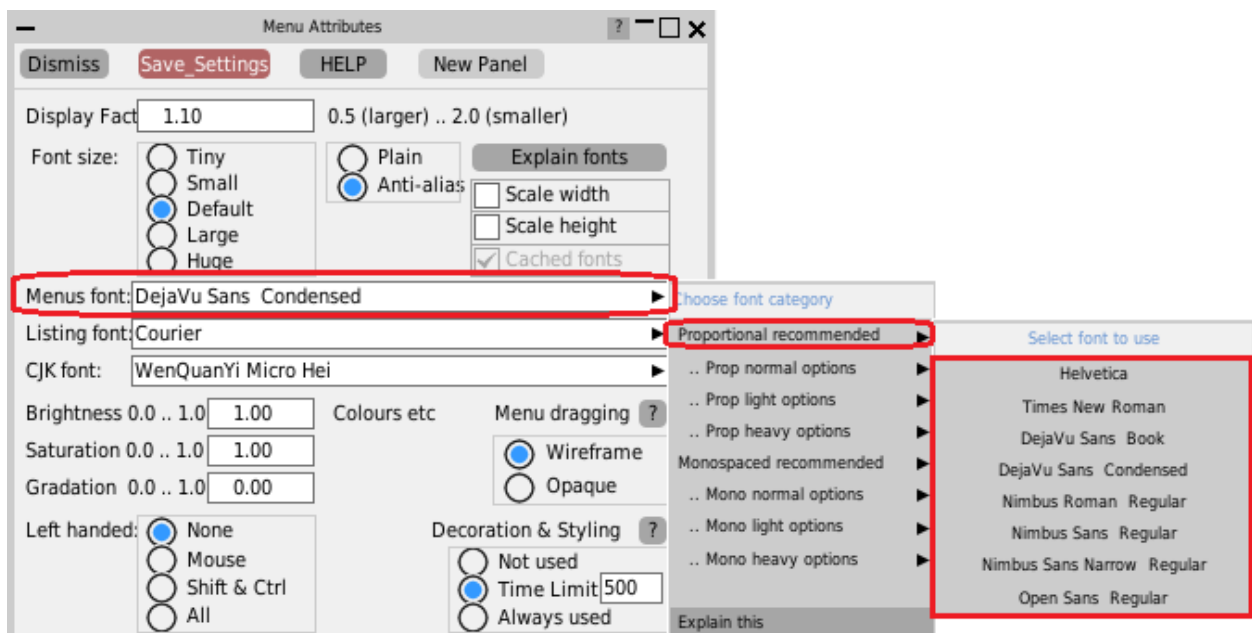 Menu Attributes ?
Dismiss Save_Settings HELP New Panel
Display Fact 1.10 0.5 (larger) .. 2.0 (smaller)
Font size: Tiny Plain Explain fonts
Small Anti-alias Scale width
Default
Large Scale height
Huge Cached fonts
Menus font: DejaVu Sans Condensed
Listing font: Courier
CJK font: WenQuanYi Micro Hei
Brightness 0.0 .. 1.0 1.00 Colours etc Menu dragging ?
Saturation 0.0 .. 1.0 1.00 Wireframe
Gradation 0.0 .. 1.0 0.00 Opaque
Left handed: None Decoration & Styling ?
Mouse Not used
Shift & Ctrl Time Limit 500
All Always used
Choose font category
Proportional recommended
.. Prop normal options
.. Prop light options
.. Prop heavy options
Monospaced recommended
.. Mono normal options
.. Mono light options
.. Mono heavy options
Explain this
Select font to use
Helvetica
Times New Roman
DejaVu Sans Book
DejaVu Sans Condensed
Nimbus Roman Regular
Nimbus Sans Regular
Nimbus Sans Narrow Regular
Open Sans Regular